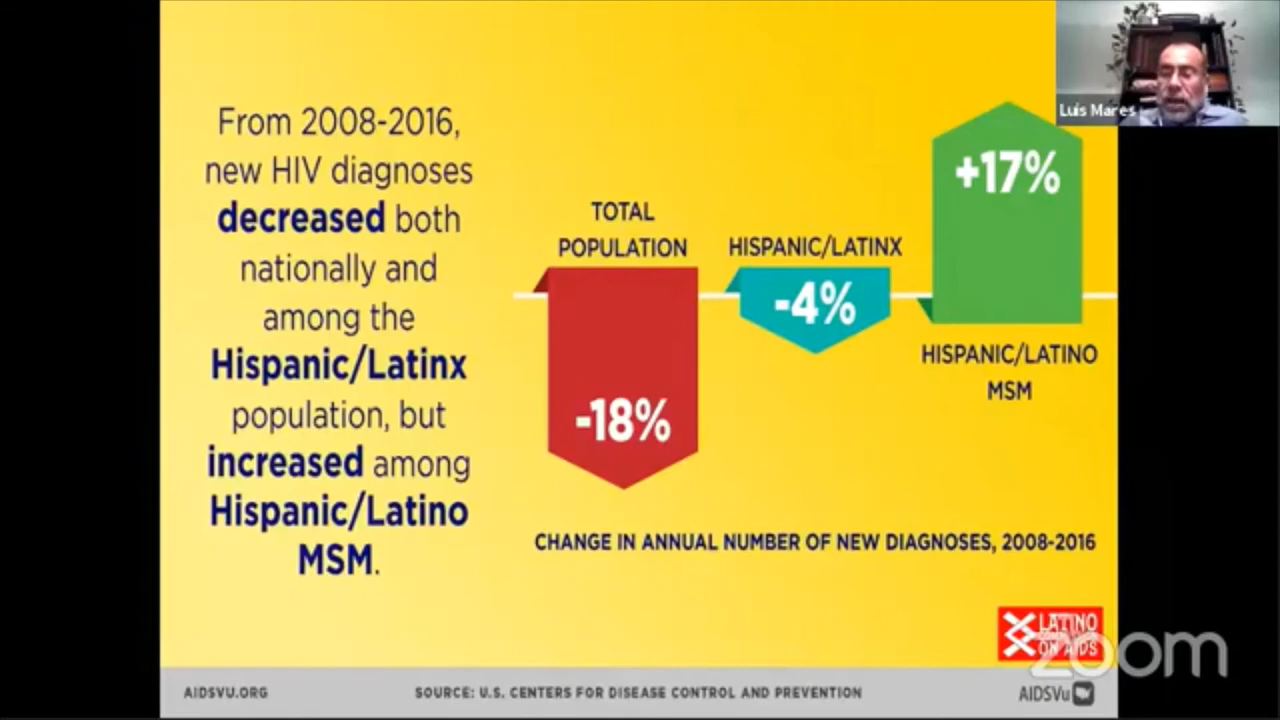 From 2008-2016,
new HIV diagnoses
decreased both
nationally and
among the
Hispanic/Latinx
population, but
increased among
Hispanic/Latino
MSM.
TOTAL
POPULATION
-18%
HISPANIC/LATINX
-4%
+17%
HISPANIC/LATINO
MSM
CHANGE IN ANNUAL NUMBER OF NEW DIAGNOSES, 2008-2016
Luis Mares
LATINO
ON AIDS
zoom
AIDSVU.ORG
SOURCE: U.S. CENTERS FOR DISEASE CONTROL AND PREVENTION
AIDSVu